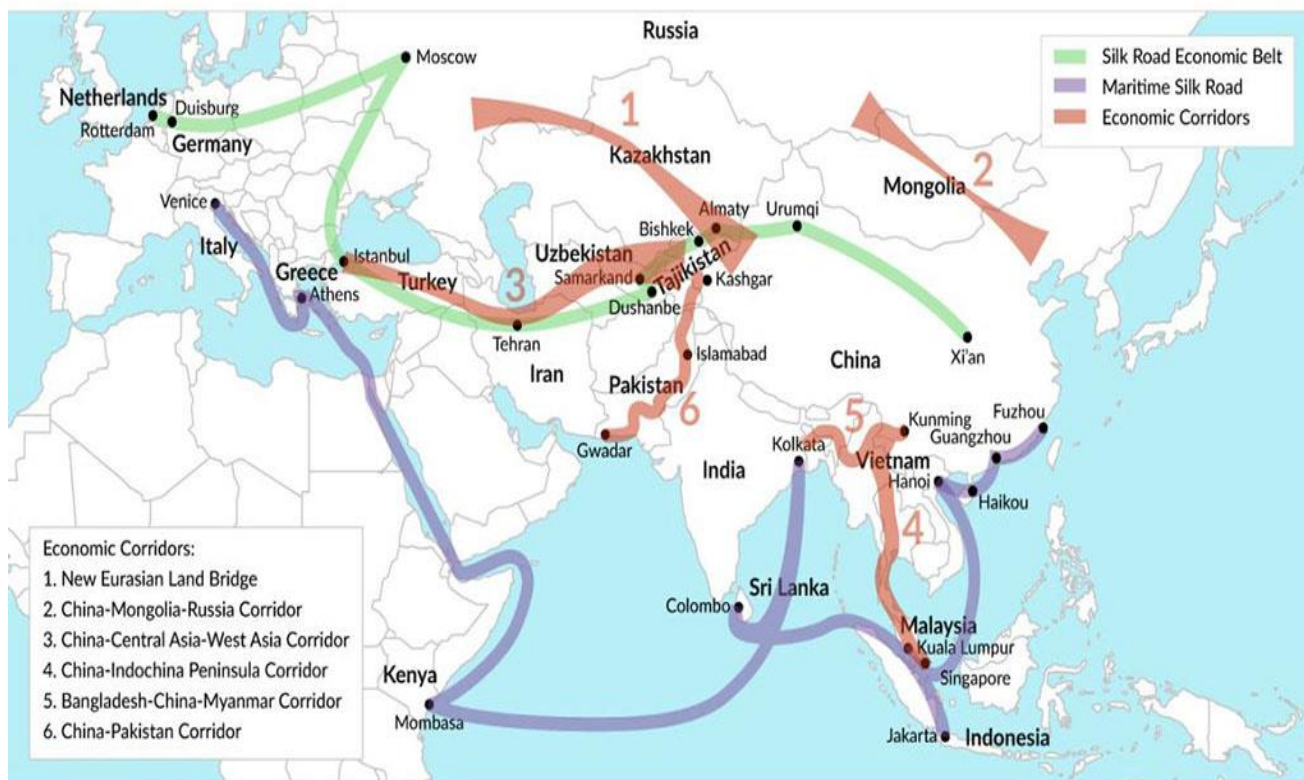 Russia
Moscow
Silk Road Economic Belt
Maritime Silk Road
Economic Corridors
Netherlands
Duisburg
Rotterdam
Germany
1
Kazakhstan
2
Mongolia
Venice
Italy
Almaty
Urumqi
Bishkek
Istanbul
Uzbekistan
Tajikistan
Greece
Turkey
3
Samarkand
Kashgar
Athens
Dushanbe
Tehran
Islamabad
Xi'an
Iran
China
Pakistan
6
5
Kunming
Fuzhou
Guangzhou
Gwadar
Kolkata
India
Vietnam
Hanoi
Haikou
4
Economic Corridors:
1. New Eurasian Land Bridge
2. China-Mongolia-Russia Corridor
3. China-Central Asia-West Asia Corridor
4. China-Indochina Peninsula Corridor
5. Bangladesh-China-Myanmar Corridor
6. China-Pakistan Corridor
Sri Lanka
Colombo
Malaysia
Kuala Lumpur
Singapore
Kenya
Mombasa
Jakarta
Indonesia